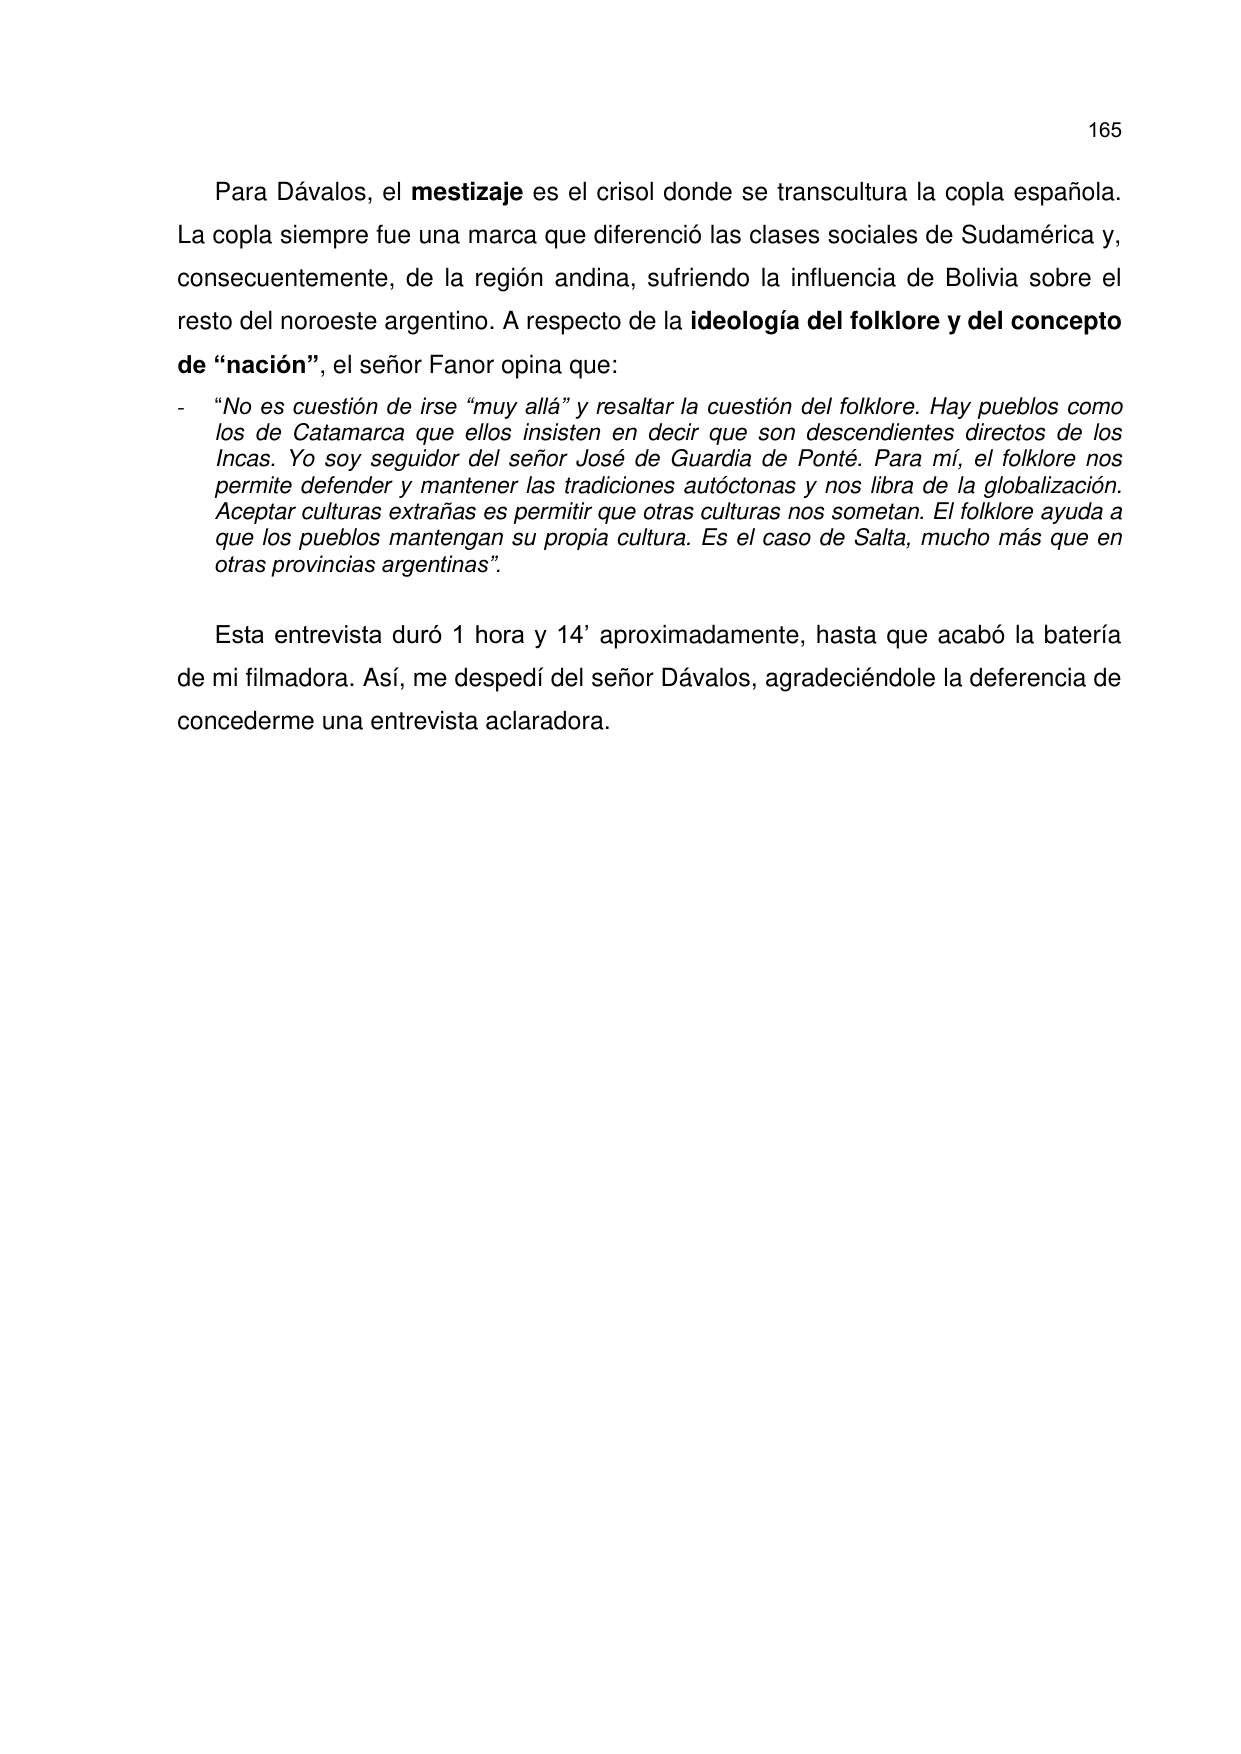 165
Para Dávalos, el mestizaje es el crisol donde se transcultura la copla española.
La copla siempre fue una marca que diferenció las clases sociales de Sudamérica y,
consecuentemente, de la región andina, sufriendo la influencia de Bolivia sobre el
resto del noroeste argentino. A respecto de la ideología del folklore y del concepto
de “nación”, el señor Fanor opina que:
- “No es cuestión de irse “muy allá” y resaltar la cuestión del folklore. Hay pueblos como
los de Catamarca que ellos insisten en decir que son descendientes directos de los
Incas. Yo soy seguidor del señor José de Guardia de Ponté. Para mí, el folklore nos
permite defender y mantener las tradiciones autóctonas y nos libra de la globalización.
Aceptar culturas extrañas es permitir que otras culturas nos sometan. El folklore ayuda a
que los pueblos mantengan su propia cultura. Es el caso de Salta, mucho más que en
otras provincias argentinas”.
Esta entrevista duró 1 hora y 14’ aproximadamente, hasta que acabó la batería
de mi filmadora. Así, me despedí del señor Dávalos, agradeciéndole la deferencia de
concederme una entrevista aclaradora.